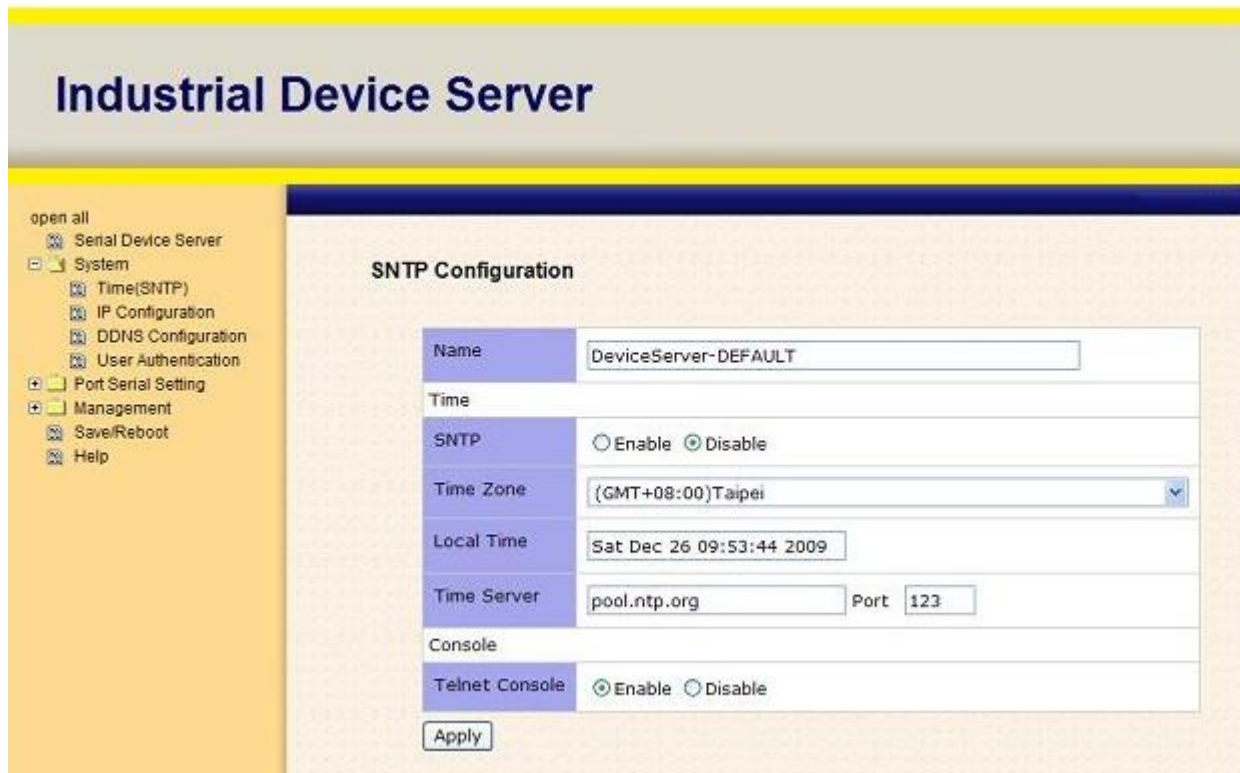 Industrial Device Server
open all
Serial Device Server
System
Time(SNTP)
IP Configuration
DDNS Configuration
User Authentication
Port Serial Setting
Management
Save/Reboot
Help
SNTP Configuration
Name DeviceServer-DEFAULT
Time
SNTP Enable Disable
Time Zone (GMT+08:00)Taipei
Local Time Sat Dec 26 09:53:44 2009
Time Server pool.ntp.org Port 123
Console
Telnet Console Enable Disable
Apply